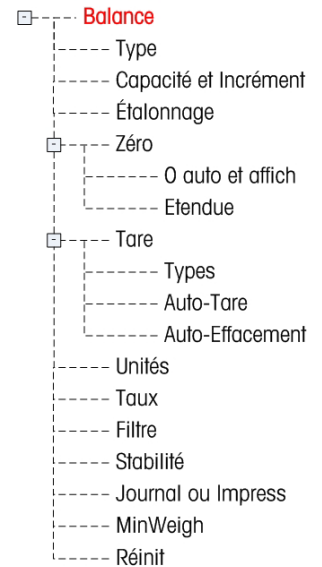 Balance
Type
Capacité et Incrément
Étalonnage
Zéro
0 auto et affich
Etendue
Tare
Types
Auto-Tare
Auto-Effacement
Unités
Taux
Filtre
Stabilité
Journal ou Impress
MinWeigh
Réinit